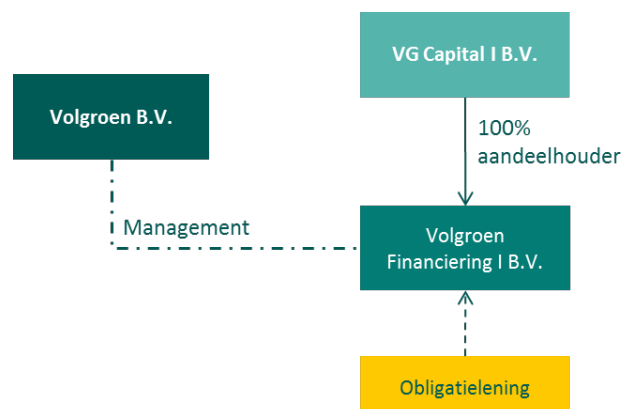 VG Capital I B.V.
Volgroen B.V.
100%
aandeelhouder
Management
Volgroen
Financiering I B.V.
Obligatielening